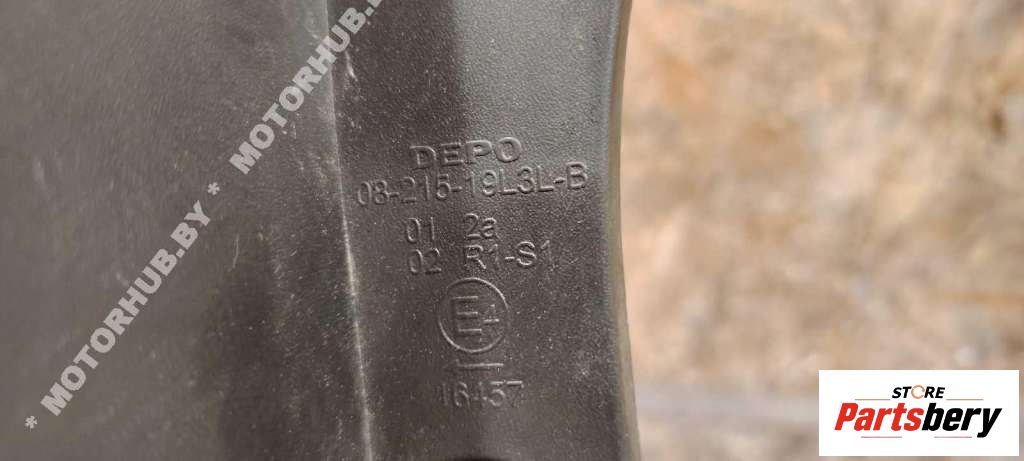 * MOTORHUB.BY * MOTORHUB.BY
DEPO
08-215-19L3L-B
01 2a
02 R1-S1
E4
16457
STORE
Partsbery